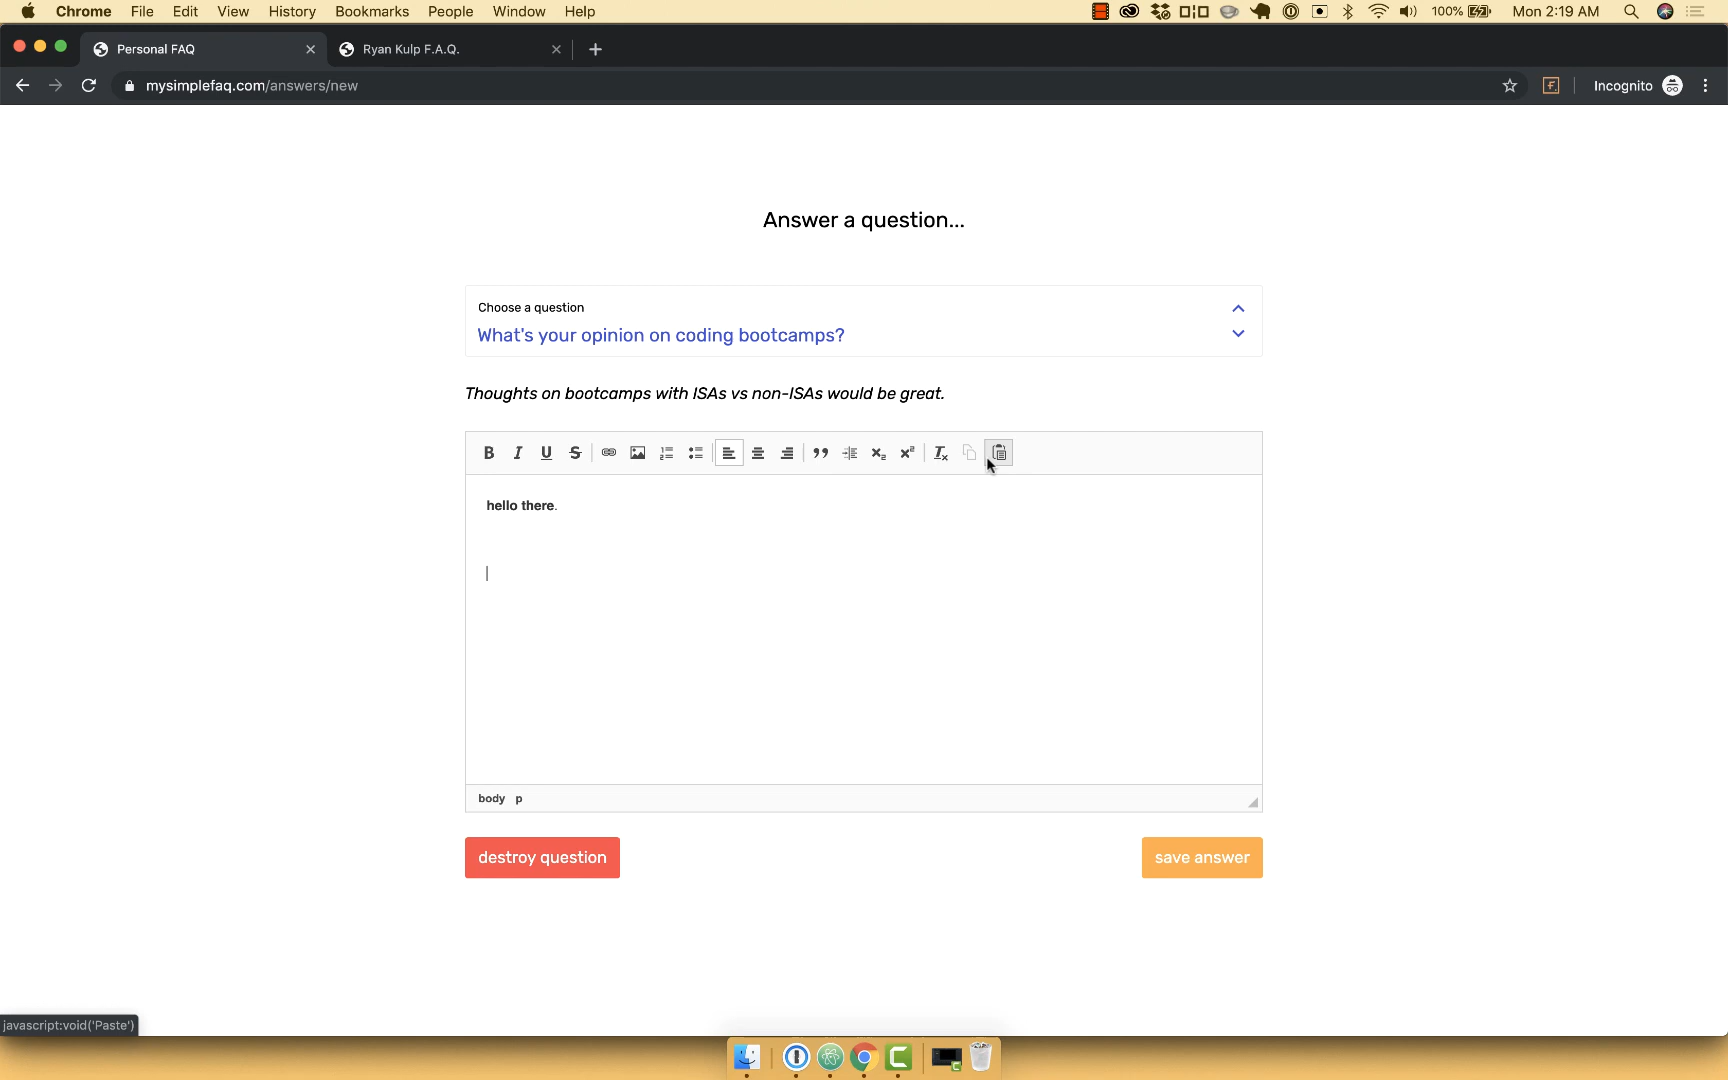 Chrome File Edit View History Bookmarks People Window Help 100% Mon 2:19 AM
Personal FAQ Ryan Kulp F.A.Q.
mysimplefaq.com/answers/new Incognito
Answer a question...
Choose a question
What's your opinion on coding bootcamps?
Thoughts on bootcamps with ISAs vs non-ISAs would be great.
hello there.
body p
destroy question save answer
javascript:void('Paste')